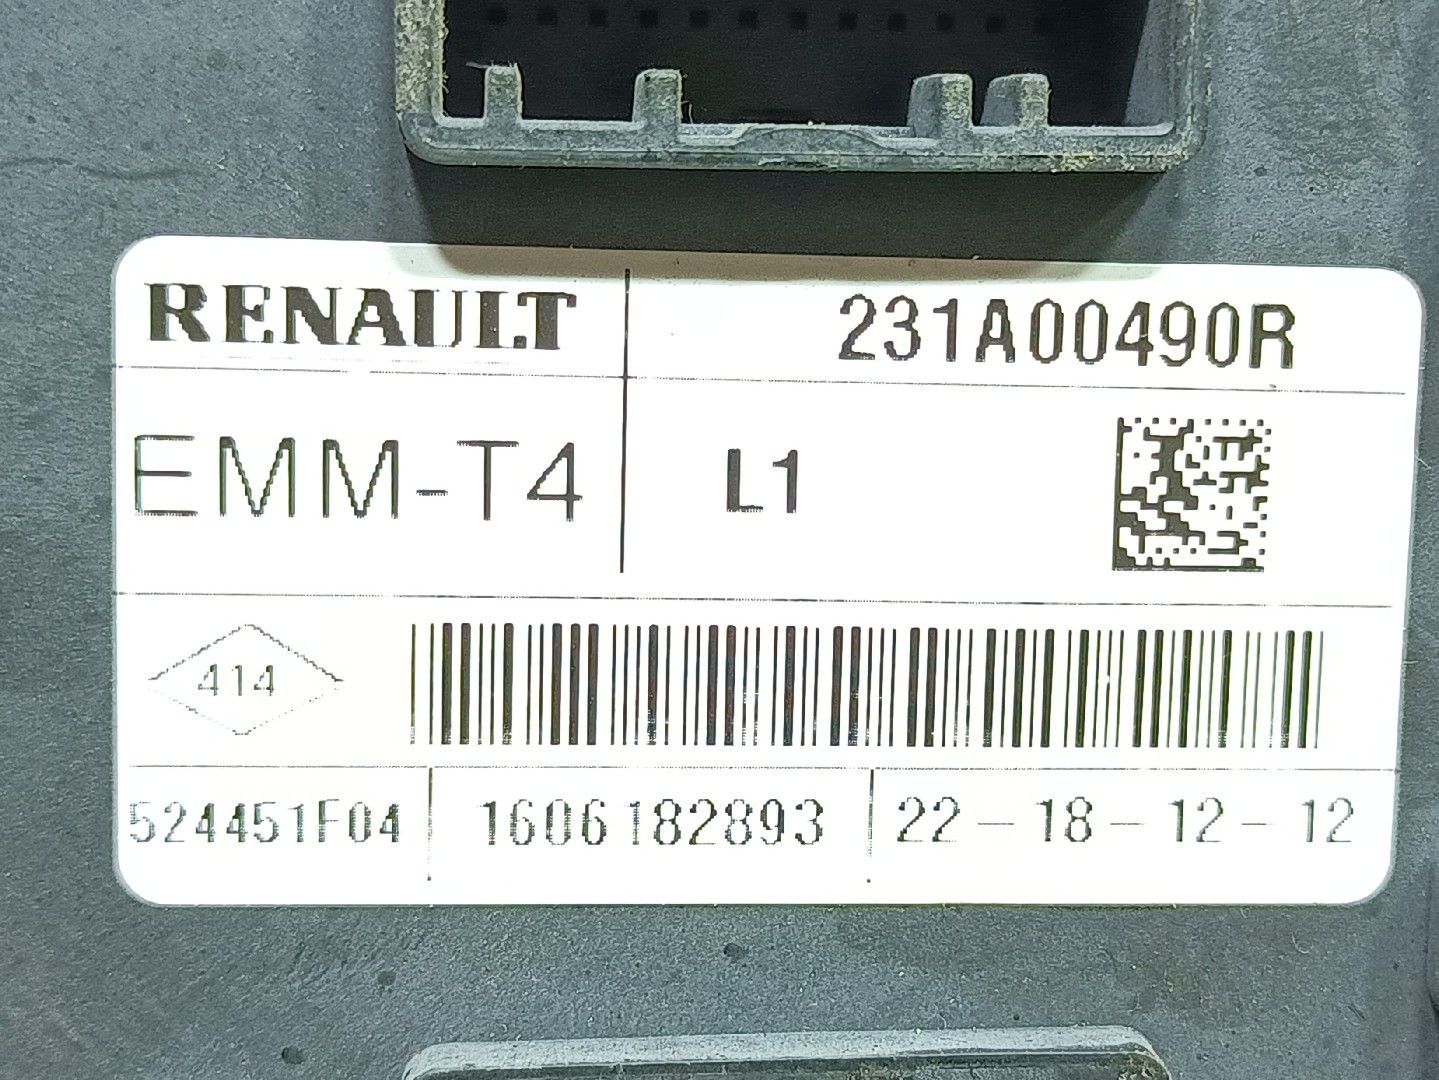 RENAULT 231A00490R
EMM-T4 L1
414
524451F04 1606182893 22-18-12-12